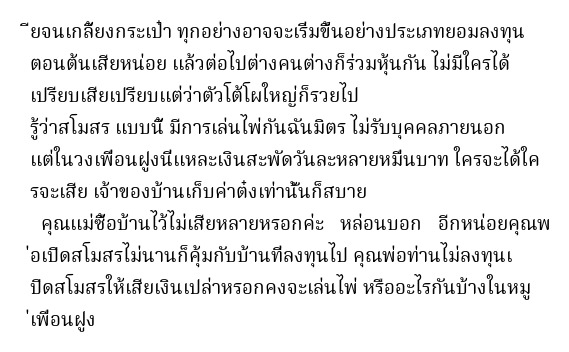 ียจนเกลี้ยงกระเป๋า ทุกอย่างอาจจะเริ่มขึ้นอย่างประเภทยอมลงทุน
ตอนต้นเสียหน่อย แล้วต่อไปต่างคนต่างก็ร่วมหุ้นกัน ไม่มีใครได้
เปรียบเสียเปรียบแต่ว่าตัวโต้โผใหญ่ก็รวยไป
รู้ว่าสโมสร แบบนี้ มีการเล่นไพ่กันฉันมิตร ไม่รับบุคคลภายนอก
แต่ในวงเพื่อนฝูงนี่แหละเงินสะพัดวันละหลายหมื่นบาท ใครจะได้ใค
รจะเสีย เจ้าของบ้านเก็บค่าต๋งเท่านั้นก็สบาย
คุณแม่ซื้อบ้านไว้ไม่เสียหลายหรอกค่ะ หล่อนบอก อีกหน่อยคุณพ
่อเปิดสโมสรไม่นานก็คุ้มกับบ้านที่ลงทุนไป คุณพ่อท่านไม่ลงทุนเ
ปิดสโมสรให้เสียเงินเปล่าหรอกคงจะเล่นไพ่ หรืออะไรกันบ้างในหมู
่เพื่อนฝูง